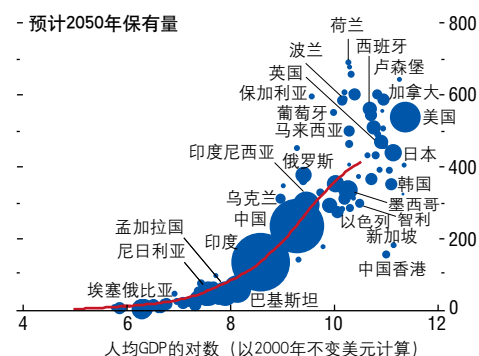 预计2050年保有量
800
600
400
200
0
荷兰
波兰
西班牙
卢森堡
英国
保加利亚
加拿大
葡萄牙
美国
马来西亚
印度尼西亚
俄罗斯
日本
乌克兰
韩国
中国
墨西哥
以色列
智利
孟加拉国
印度
新加坡
尼日利亚
中国香港
埃塞俄比亚
巴基斯坦
4 6 8 10 12
人均GDP的对数（以2000年不变美元计算）